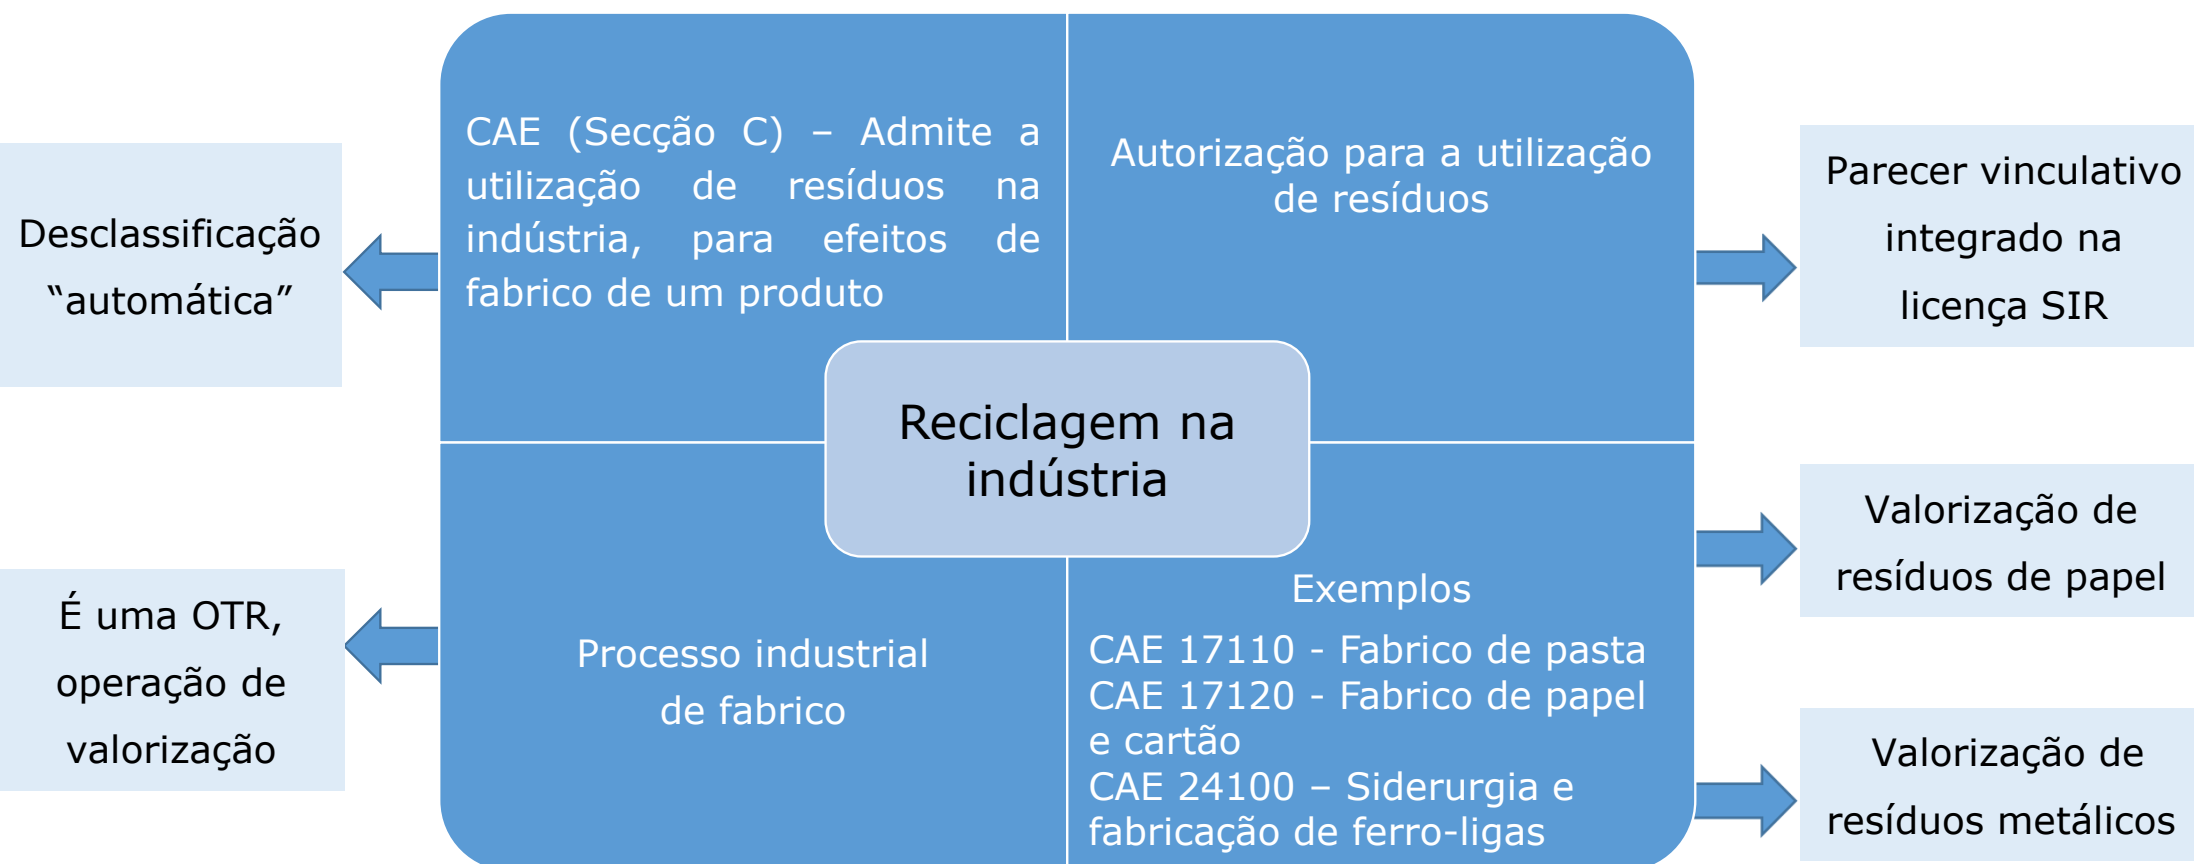 CAE (Secção C) – Admite a
utilização de resíduos na
indústria, para efeitos de
fabrico de um produto
Autorização para a utilização
de resíduos
Desclassificação
“automática”
Parecer vinculativo
integrado na
licença SIR
Reciclagem na
indústria
É uma OTR,
operação de
valorização
Processo industrial
de fabrico
Exemplos
CAE 17110 - Fabrico de pasta
CAE 17120 - Fabrico de papel
e cartão
CAE 24100 – Siderurgia e
fabricação de ferro-ligas
Valorização de
resíduos de papel
Valorização de
resíduos metálicos